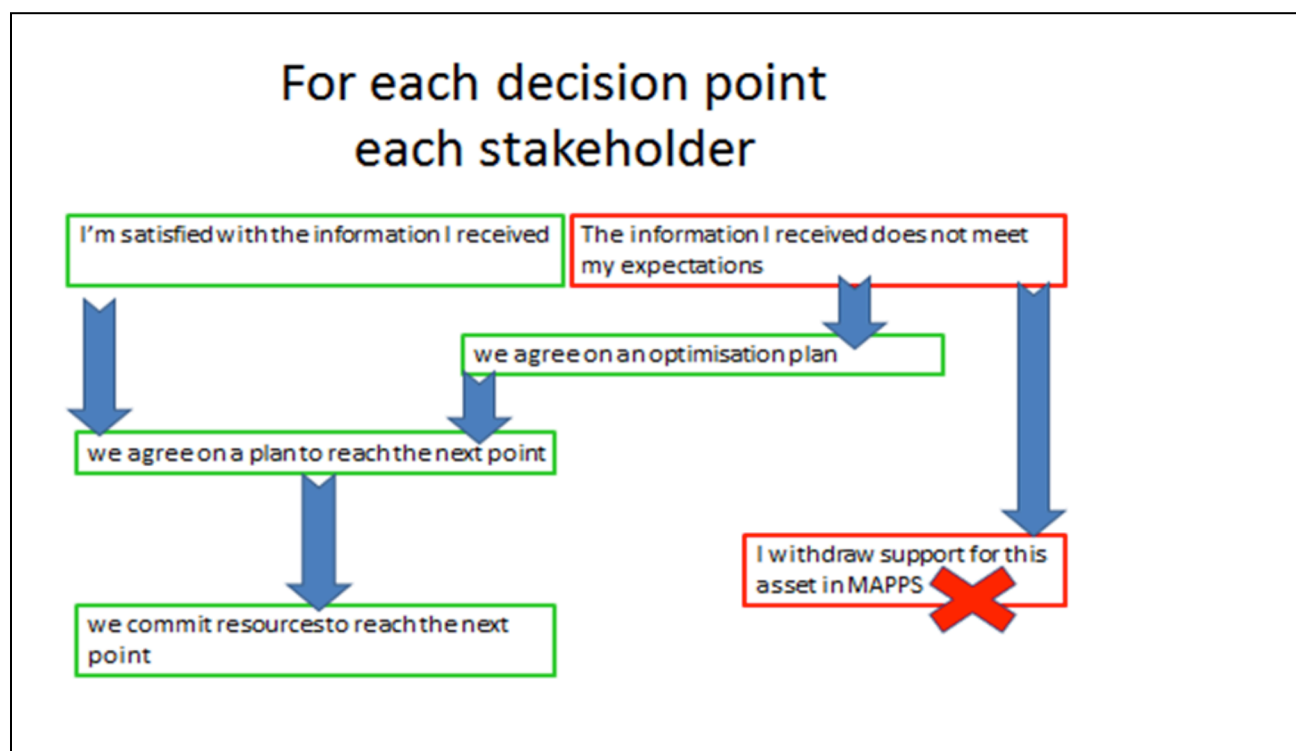 For each decision point
each stakeholder
I'm satisfied with the information I received
The information I received does not meet
my expectations
we agree on an optimisation plan
we agree on a plan to reach the next point
I withdraw support for this
asset in MAPPS
we commit resources to reach the next
point